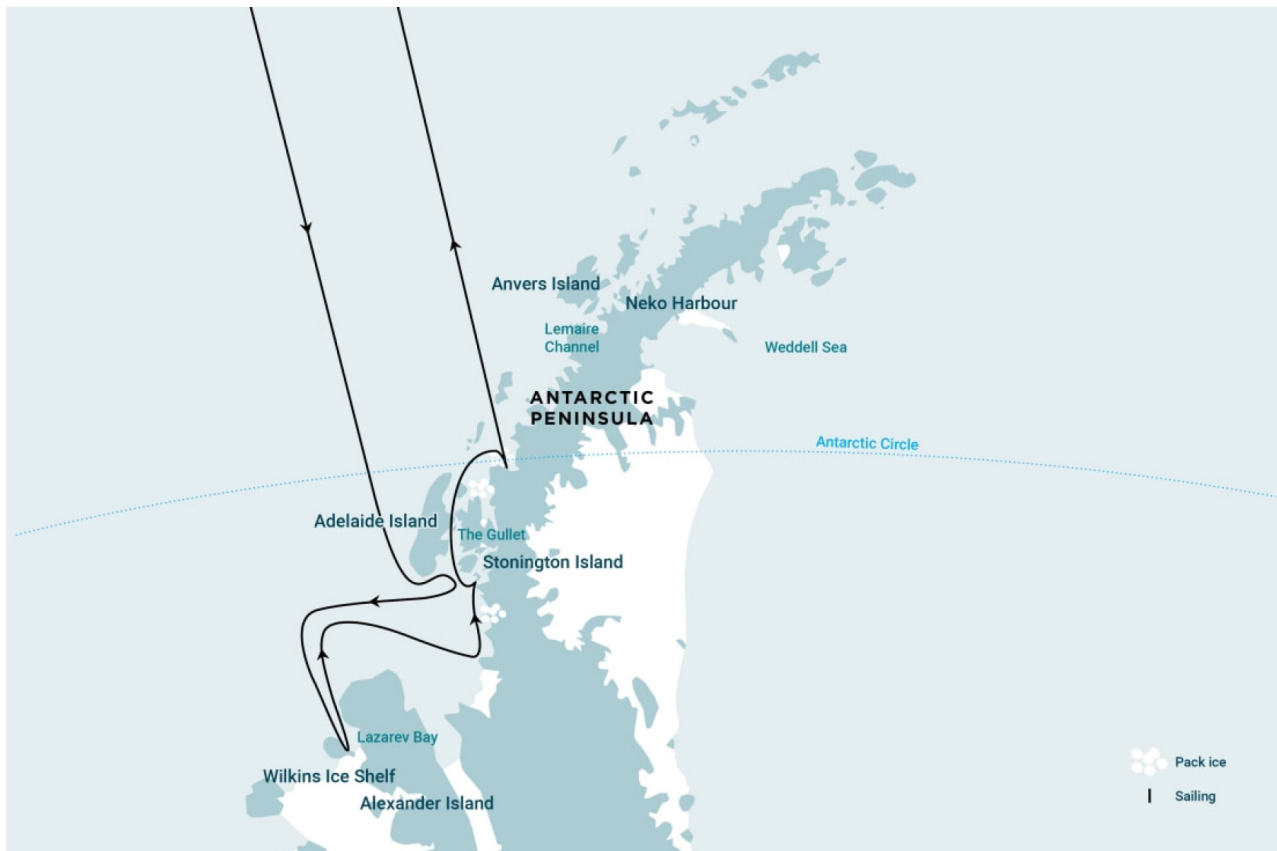 Anvers Island
Neko Harbour
Lemaire
Channel
Weddell Sea
ANTARCTIC
PENINSULA
Antarctic Circle
Adelaide Island
The Gullet
Stonington Island
Lazarev Bay
Wilkins Ice Shelf
Alexander Island
Pack ice
Sailing